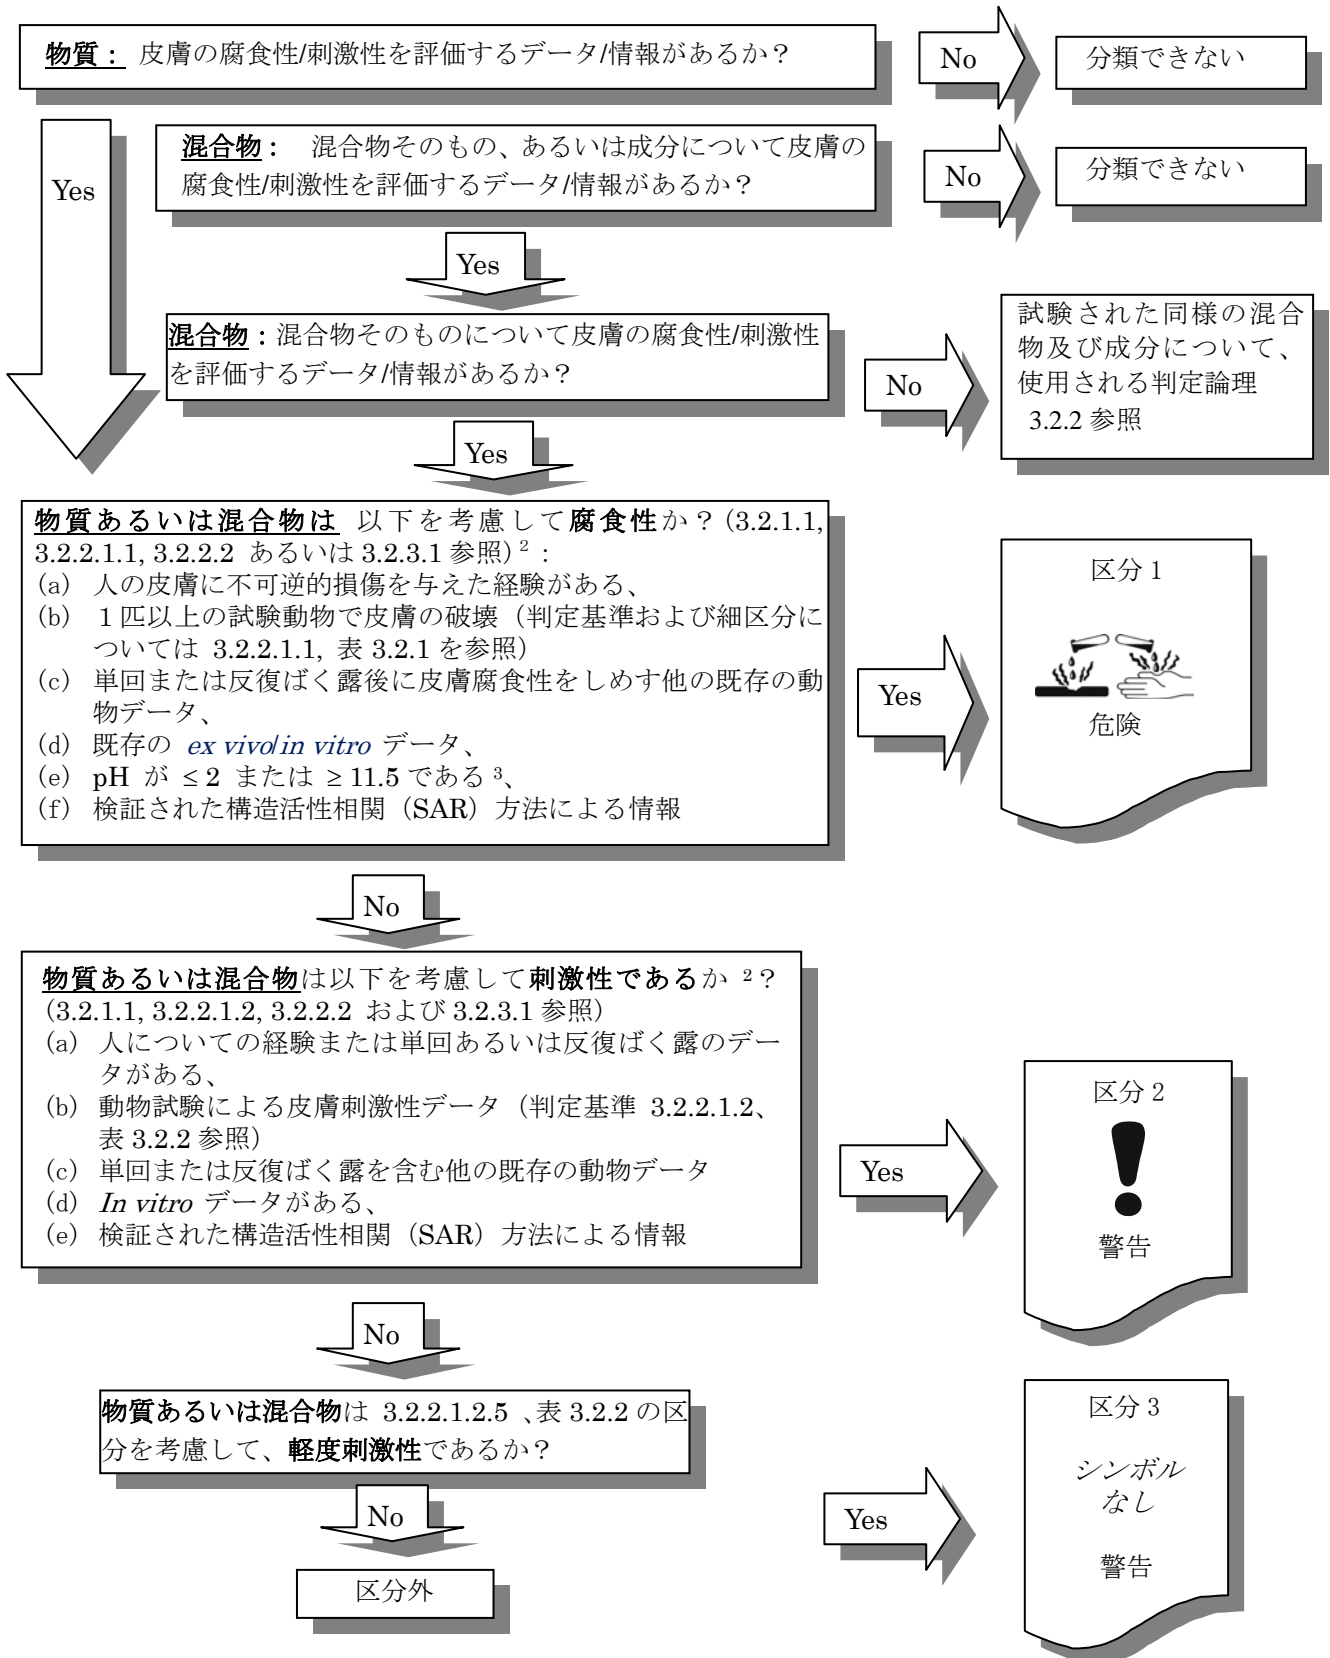 物質： 皮膚の腐食性/刺激性を評価するデータ/情報があるか？
No
分類できない
Yes
混合物： 混合物そのもの、あるいは成分について皮膚の
腐食性/刺激性を評価するデータ/情報があるか？
No
分類できない
Yes
混合物：混合物そのものについて皮膚の腐食性/刺激性
を評価するデータ/情報があるか？
No
試験された同様の混合
物及び成分について、
使用される判定論理
3.2.2 参照
Yes
物質あるいは混合物は 以下を考慮して腐食性か？(3.2.1.1,
3.2.2.1.1, 3.2.2.2 あるいは 3.2.3.1 参照)²：
(a) 人の皮膚に不可逆的損傷を与えた経験がある、
(b) １匹以上の試験動物で皮膚の破壊（判定基準および細区分に
ついては 3.2.2.1.1, 表 3.2.1 を参照）
(c) 単回または反復ばく露後に皮膚腐食性をしめす他の既存の動
物データ、
(d) 既存の ex vivo/in vitro データ、
(e) pH が ≤ 2 または ≥ 11.5 である ³、
(f) 検証された構造活性相関（SAR）方法による情報
Yes
区分 1
危険
No
物質あるいは混合物は以下を考慮して刺激性であるか ²？
(3.2.1.1, 3.2.2.1.2, 3.2.2.2 および 3.2.3.1 参照）
(a) 人についての経験または単回あるいは反復ばく露のデー
タがある、
(b) 動物試験による皮膚刺激性データ（判定基準 3.2.2.1.2、
表 3.2.2 参照）
(c) 単回または反復ばく露を含む他の既存の動物データ
(d) In vitro データがある、
(e) 検証された構造活性相関（SAR）方法による情報
Yes
区分 2
警告
No
物質あるいは混合物は 3.2.2.1.2.5 、表 3.2.2 の区
分を考慮して、軽度刺激性であるか？
Yes
区分 3
シンボル
なし
警告
No
区分外